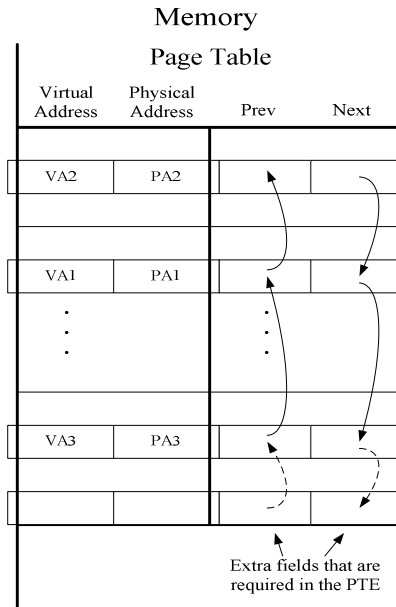 Memory
Page Table
Virtual Address
Physical Address
Prev
Next
VA2
PA2
VA1
PA1
VA3
PA3
Extra fields that are
required in the PTE